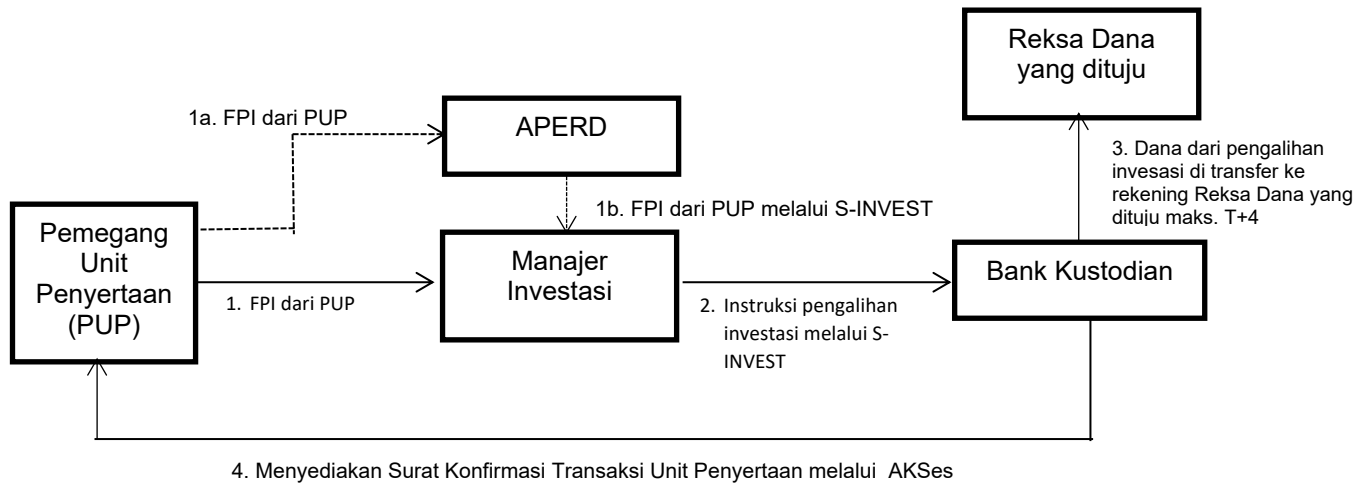 Reksa Dana
yang dituju
1a. FPI dari PUP
APERD
3. Dana dari pengalihan
invesasi di transfer ke
rekening Reksa Dana yang
dituju maks. T+4
1b. FPI dari PUP melalui S-INVEST
Pemegang
Unit
Penyertaan
(PUP)
Manajer
Investasi
Bank Kustodian
1. FPI dari PUP
2. Instruksi pengalihan
investasi melalui S-
INVEST
4. Menyediakan Surat Konfirmasi Transaksi Unit Penyertaan melalui AKSes